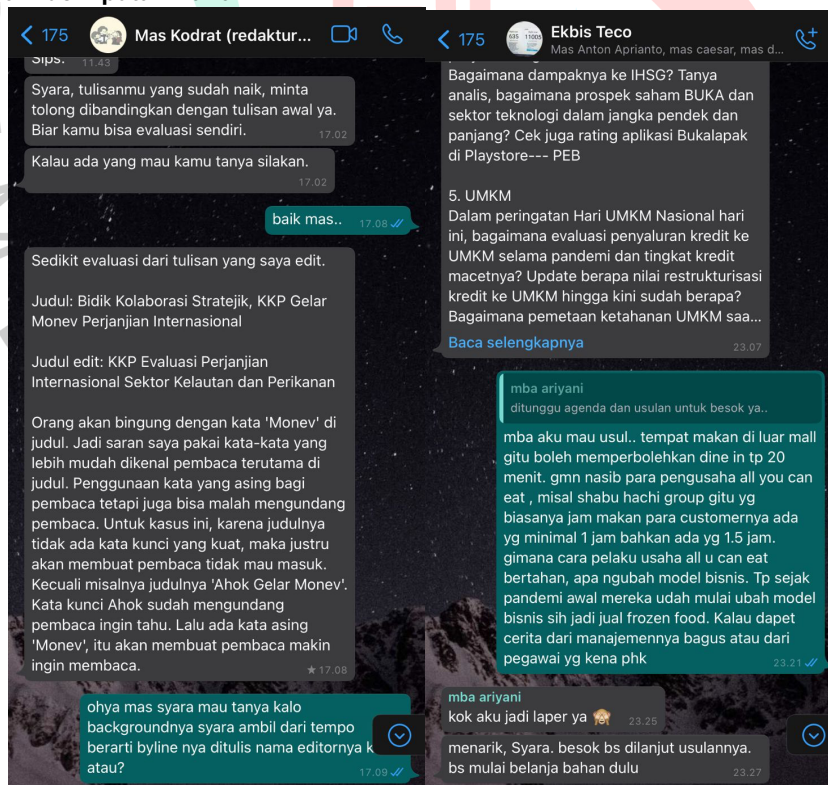 175
Mas Kodrat (redaktur...
Sips. 11.43
Syara, tulisanmu yang sudah naik, minta
tolong dibandingkan dengan tulisan awal ya.
Biar kamu bisa evaluasi sendiri. 17.02
Kalau ada yang mau kamu tanya silakan.
17.02
baik mas.. 17.08
Sedikit evaluasi dari tulisan yang saya edit.
Judul: Bidik Kolaborasi Stratejik, KKP Gelar
Monev Perjanjian Internasional
Judul edit: KKP Evaluasi Perjanjian
Internasional Sektor Kelautan dan Perikanan
Orang akan bingung dengan kata 'Monev' di
judul. Jadi saran saya pakai kata-kata yang
lebih mudah dikenal pembaca terutama di
judul. Penggunaan kata yang asing bagi
pembaca tetapi juga bisa malah mengundang
pembaca. Untuk kasus ini, karena judulnya
tidak ada kata kunci yang kuat, maka justru
akan membuat pembaca tidak mau masuk.
Kecuali misalnya judulnya 'Ahok Gelar Monev'.
Kata kunci Ahok sudah mengundang
pembaca ingin tahu. Lalu ada kata asing
'Monev', itu akan membuat pembaca makin
ingin membaca. 17.08
ohya mas syara mau tanya kalo
backgroundnya syara ambil dari tempo
berarti byline nya ditulis nama editornya k
atau? 17.09
175
Ekbis Teco
Mas Anton Aprianto, mas caesar, mas d...
Bagaimana dampaknya ke IHSG? Tanya
analis, bagaimana prospek saham BUKA dan
sektor teknologi dalam jangka pendek dan
panjang? Cek juga rating aplikasi Bukalapak
di Playstore--- PEB
5. UMKM
Dalam peringatan Hari UMKM Nasional hari
ini, bagaimana evaluasi penyaluran kredit ke
UMKM selama pandemi dan tingkat kredit
macetnya? Update berapa nilai restrukturisasi
kredit ke UMKM hingga kini sudah berapa?
Bagaimana pemetaan ketahanan UMKM saa...
Baca selengkapnya 23.07
mba ariyani
ditunggu agenda dan usulan untuk besok ya..
mba aku mau usul.. tempat makan di luar mall
gitu boleh memperbolehkan dine in tp 20
menit. gmn nasib para pengusaha all you can
eat , misal shabu hachi group gitu yg
biasanya jam makan para customernya ada
yg minimal 1 jam bahkan ada yg 1.5 jam.
gimana cara pelaku usaha all u can eat
bertahan, apa ngubah model bisnis. Tp sejak
pandemi awal mereka udah mulai ubah model
bisnis sih jadi jual frozen food. Kalau dapet
cerita dari manajemennya bagus atau dari
pegawai yg kena phk 23.21
mba ariyani
kok aku jadi laper ya 🙈 23.25
menarik, Syara. besok bs dilanjut usulannya.
bs mulai belanja bahan dulu 23.27